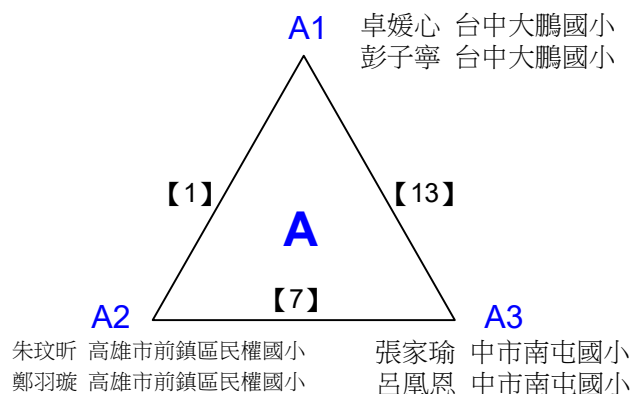 A1
卓媛心 台中大鵬國小
彭子寧 台中大鵬國小
【1】
【13】
A
【7】
A2
A3
朱玟昕 高雄市前鎮區民權國小
鄭羽璇 高雄市前鎮區民權國小
張家瑜 中市南屯國小
呂凰恩 中市南屯國小